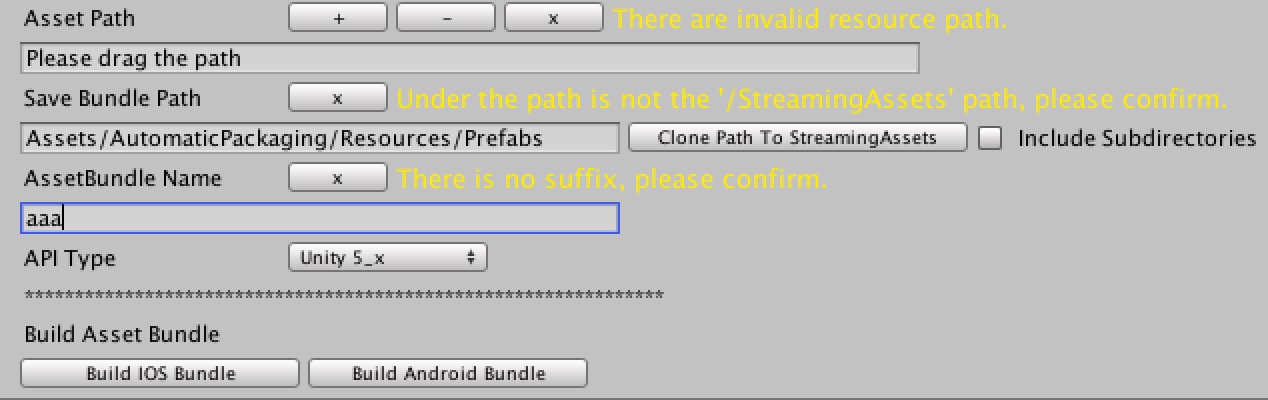 Asset Path + - x There are invalid resource path.
Please drag the path
Save Bundle Path x Under the path is not the '/StreamingAssets' path, please confirm.
Assets/AutomaticPackaging/Resources/Prefabs Clone Path To StreamingAssets Include Subdirectories
AssetBundle Name x There is no suffix, please confirm.
aaa
API Type Unity 5_x
****************************************************************
Build Asset Bundle
Build IOS Bundle Build Android Bundle